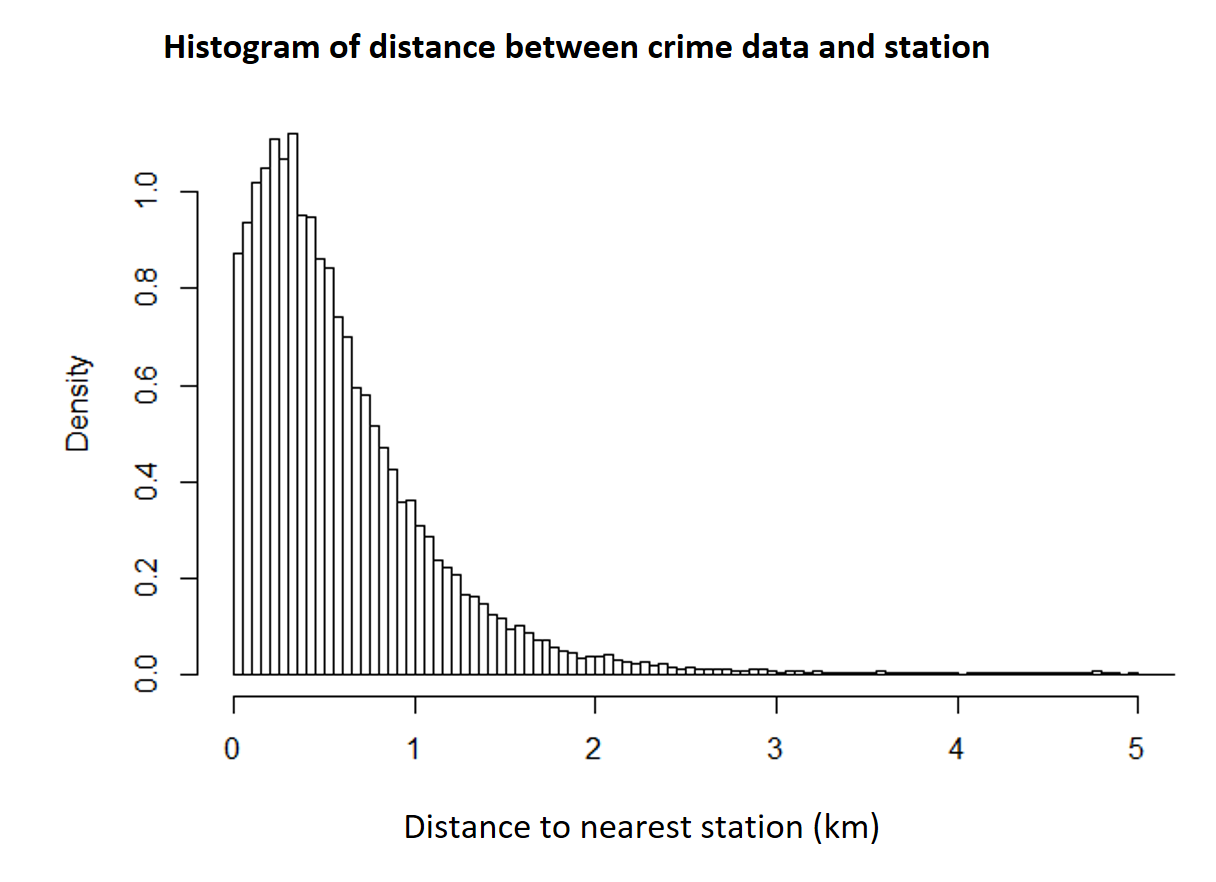 Histogram of distance between crime data and station
1.0
0.8
0.6
0.4
0.2
0.0
Density
0 1 2 3 4 5
Distance to nearest station (km)